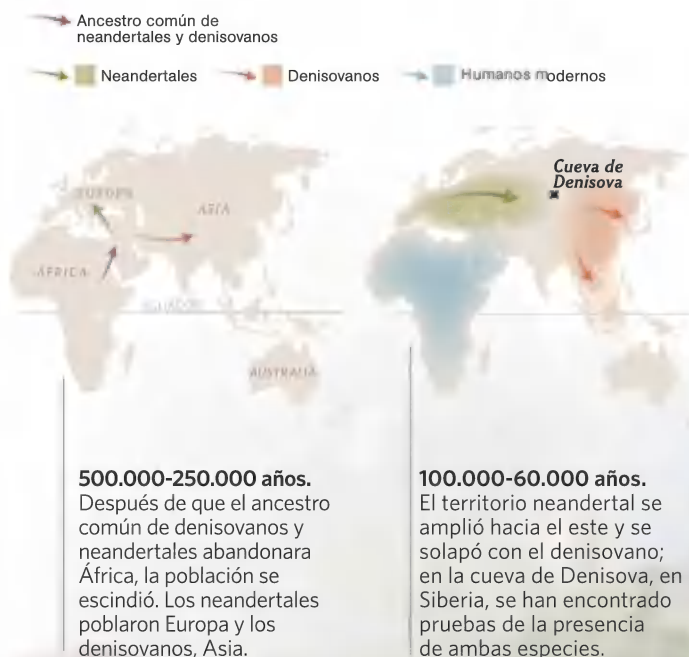 Ancestro común de
neandertales y denisovanos
Neandertales
Denisovanos
Humanos modernos
EUROPA
ASIA
ÁFRICA
ECUADOR
AUSTRALIA
Cueva de
Denisova
500.000-250.000 años.
Después de que el ancestro
común de denisovanos y
neandertales abandonara
África, la población se
escindió. Los neandertales
poblaron Europa y los
denisovanos, Asia.
100.000-60.000 años.
El territorio neandertal se
amplió hacia el este y se
solapó con el denisovano;
en la cueva de Denisova, en
Siberia, se han encontrado
pruebas de la presencia
de ambas especies.